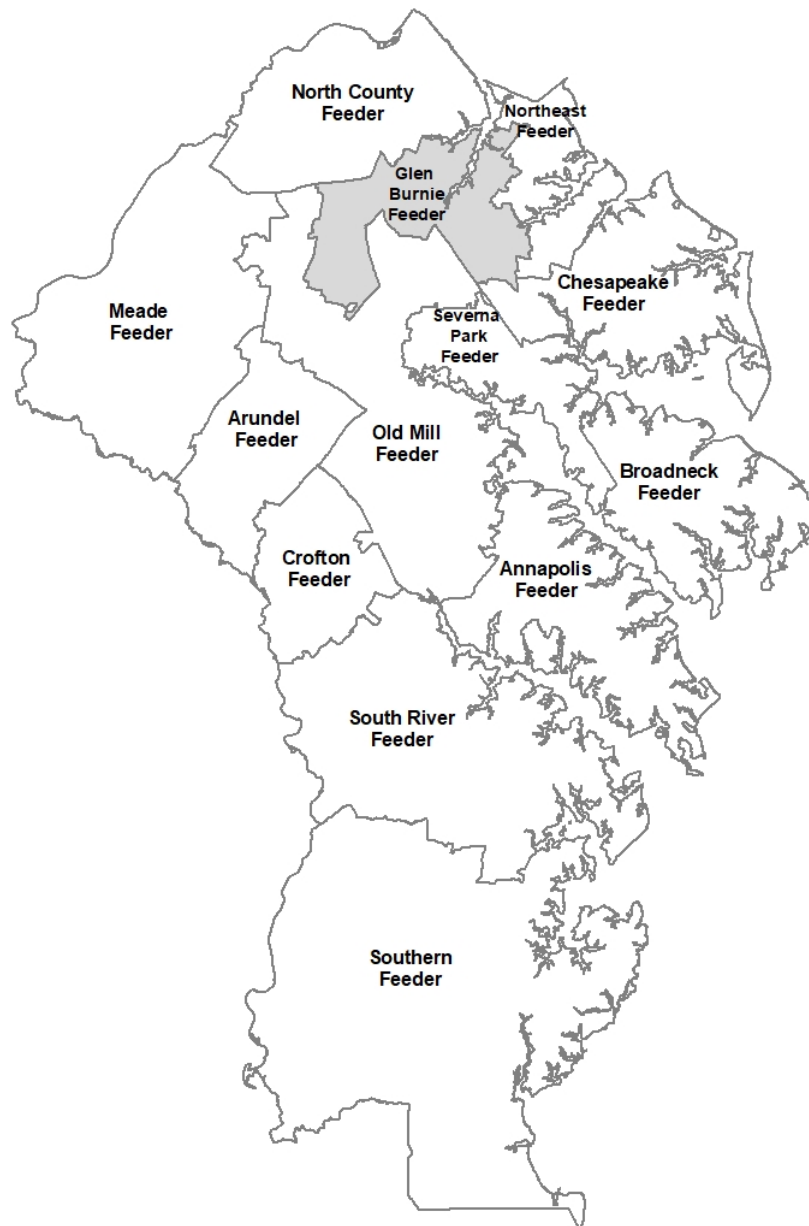 North County
Feeder
Northeast
Feeder
Glen
Burnie
Feeder
Chesapeake
Feeder
Meade
Feeder
Severna
Park
Feeder
Arundel
Feeder
Old Mill
Feeder
Broadneck
Feeder
Crofton
Feeder
Annapolis
Feeder
South River
Feeder
Southern
Feeder